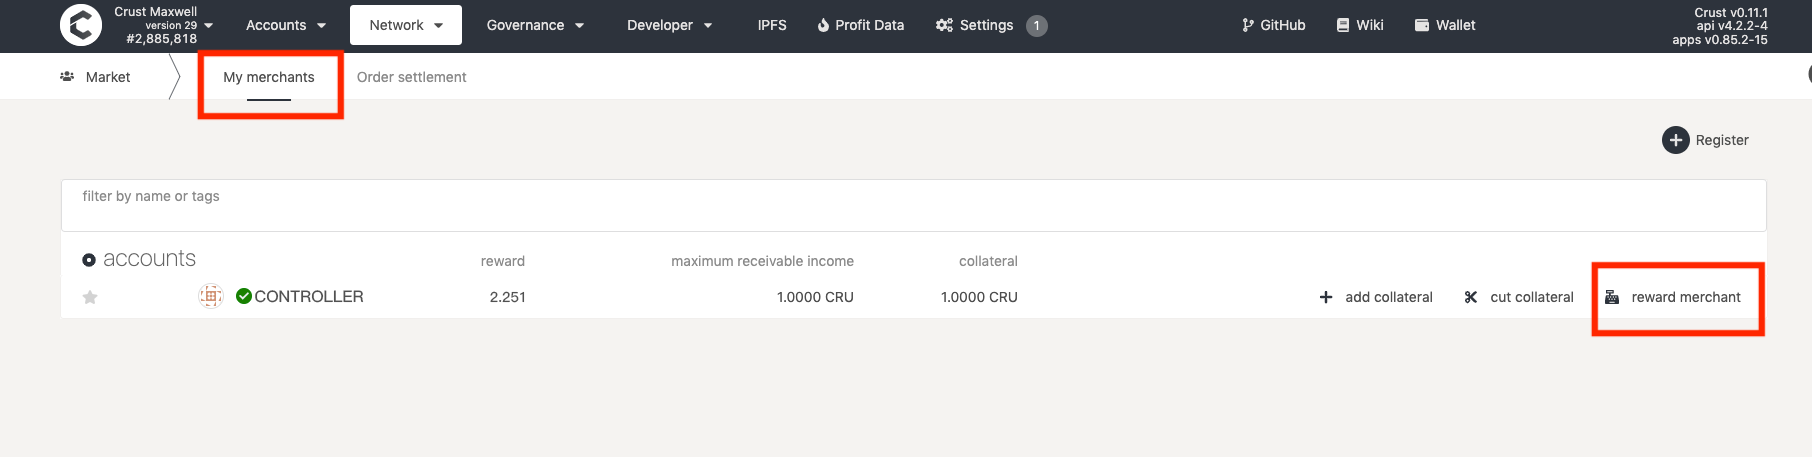 Crust Maxwell
version 29
#2,885,818
Accounts
Network
Governance
Developer
IPFS
Profit Data
Settings
1
GitHub
Wiki
Wallet
Crust v0.11.1
api v4.2.2-4
apps v0.85.2-15
Market
My merchants
Order settlement
Register
filter by name or tags
accounts reward maximum receivable income collateral
CONTROLLER 2.251 1.0000 CRU 1.0000 CRU add collateral cut collateral reward merchant